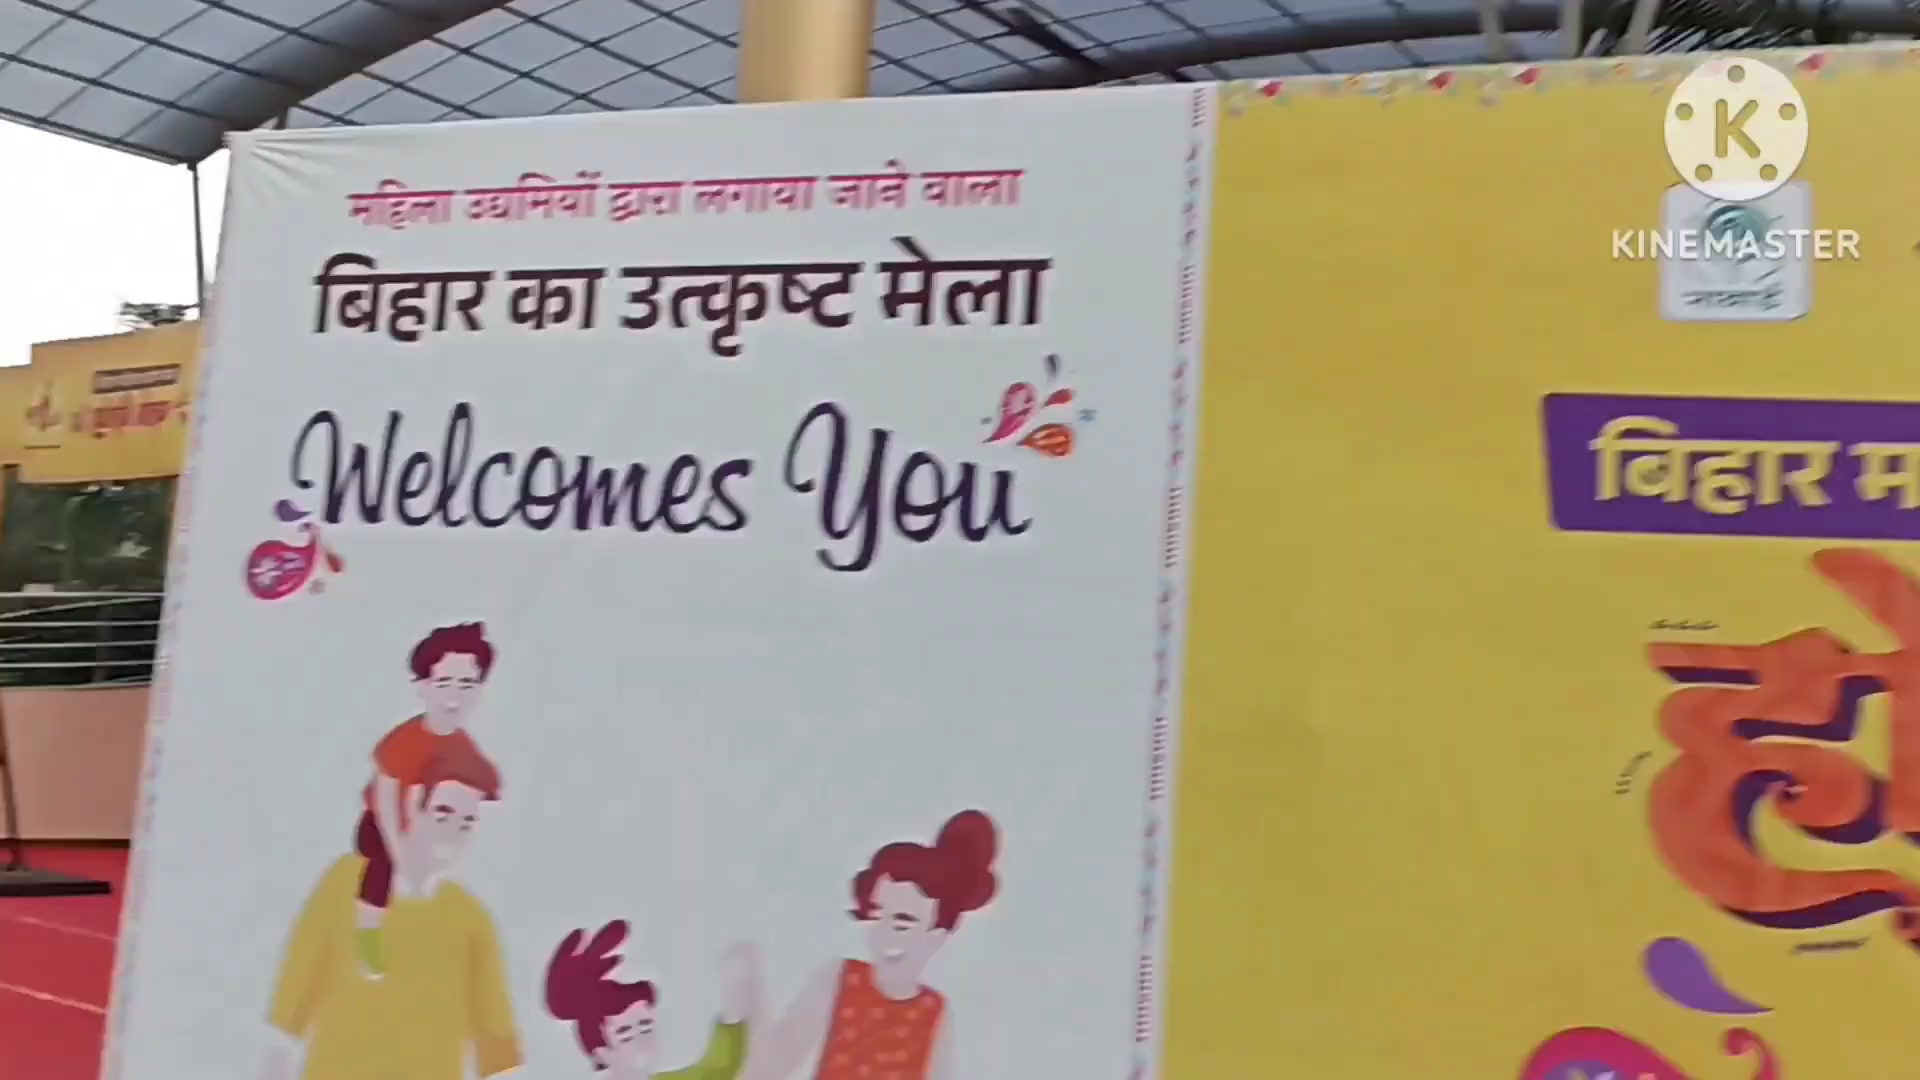 महिला उद्यमियों द्वारा लगाया जाने वाला
बिहार का उत्कृष्ट मेला
Welcomes You
K
KINEMASTER
नाबार्ड
बिहार